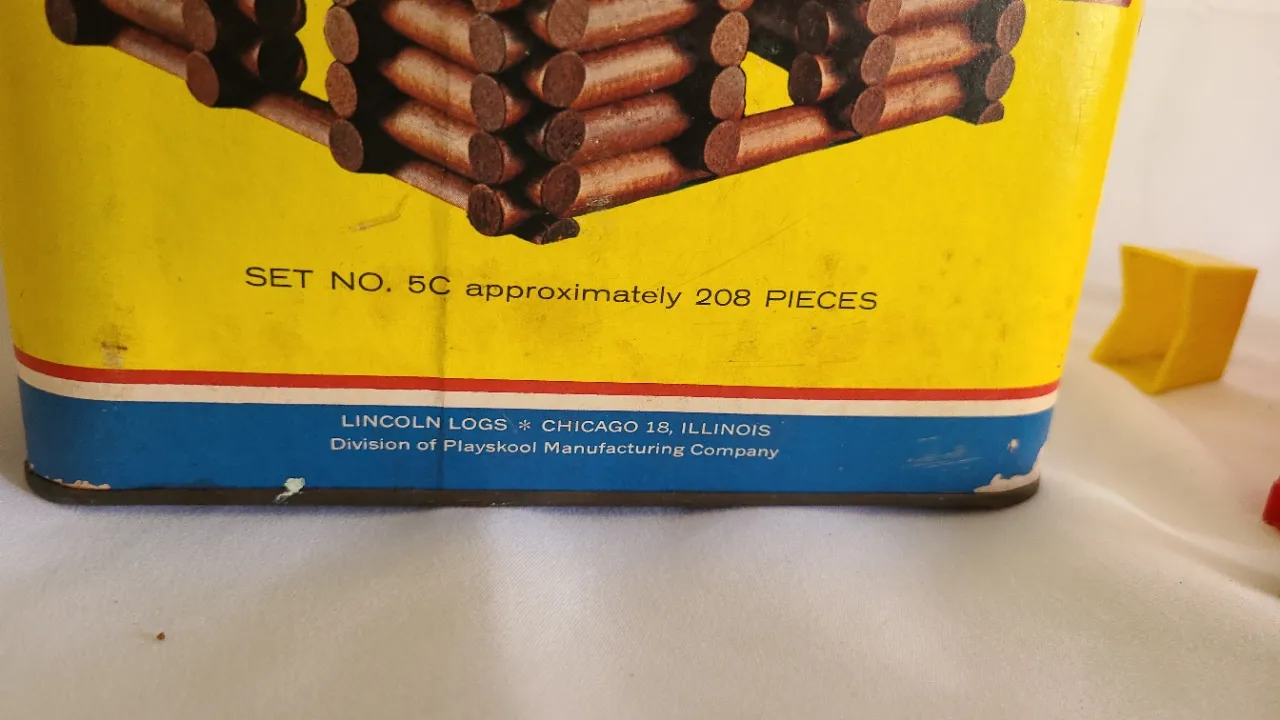 SET NO. 5C approximately 208 PIECES
LINCOLN LOGS * CHICAGO 18, ILLINOIS
Division of Playskool Manufacturing Company